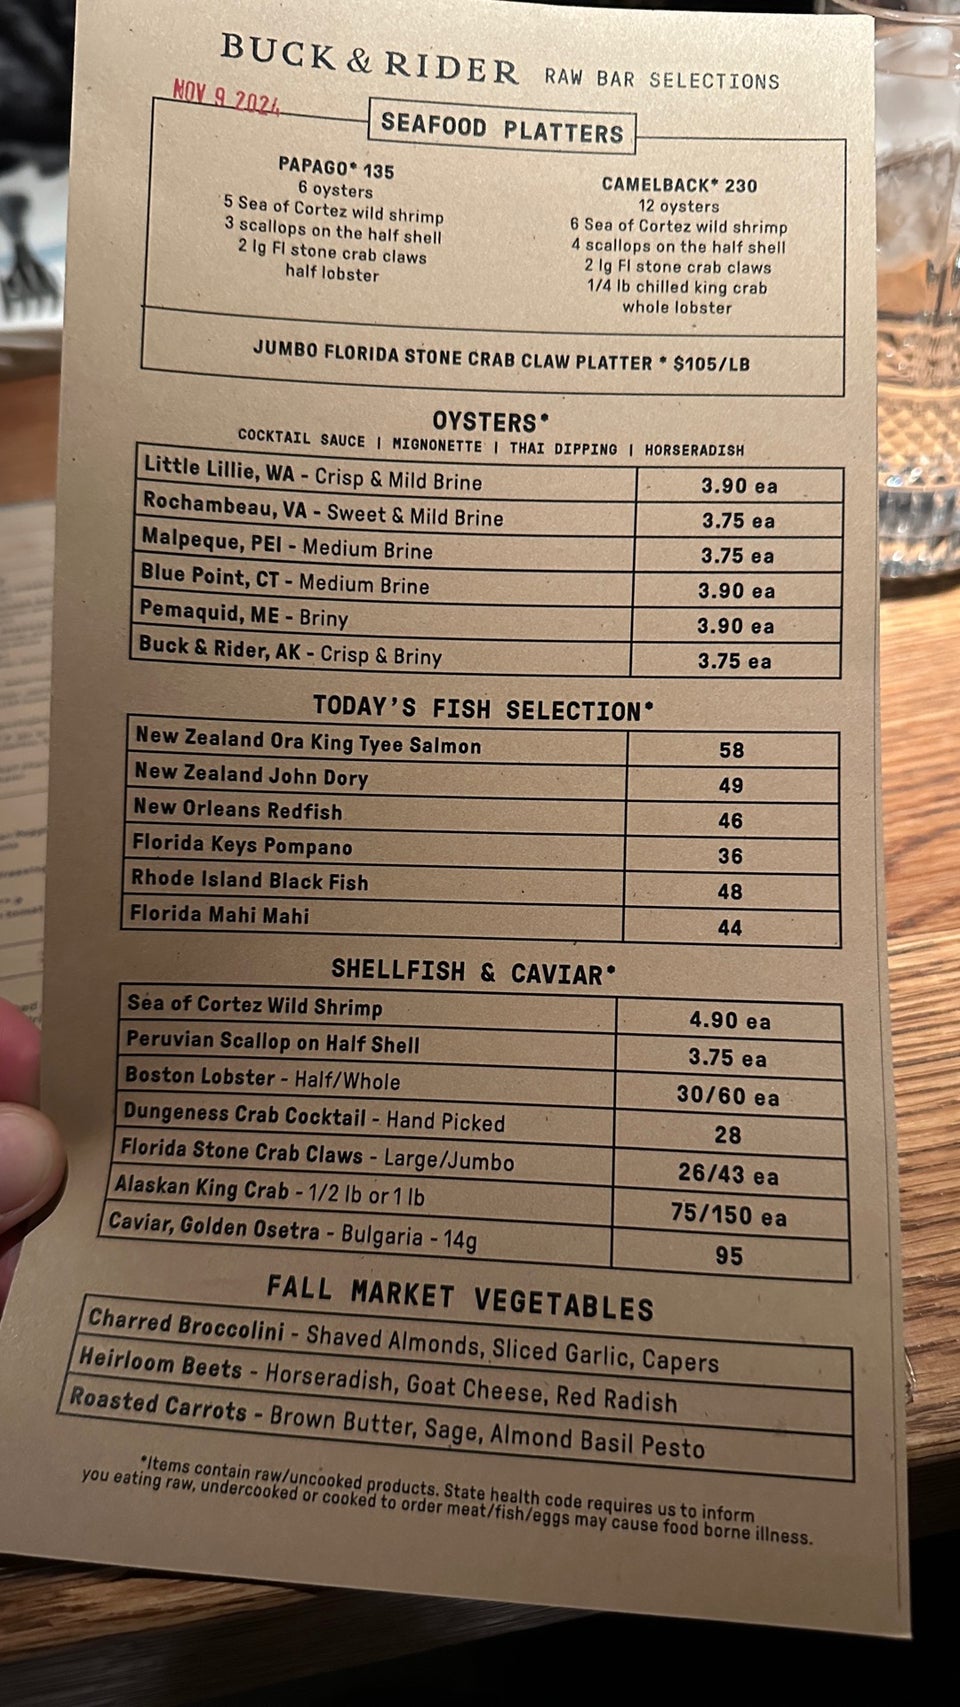 BUCK & RIDER RAW BAR SELECTIONS
NOV 9 2024
SEAFOOD PLATTERS
PAPAGO* 135
6 oysters
5 Sea of Cortez wild shrimp
3 scallops on the half shell
2 lg Fl stone crab claws
half lobster
CAMELBACK* 230
12 oysters
6 Sea of Cortez wild shrimp
4 scallops on the half shell
2 lg Fl stone crab claws
1/4 lb chilled king crab
whole lobster
JUMBO FLORIDA STONE CRAB CLAW PLATTER * $105/LB
OYSTERS*
COCKTAIL SAUCE | MIGNONETTE | THAI DIPPING | HORSERADISH
Little Lillie, WA - Crisp & Mild Brine 3.90 ea
Rochambeau, VA - Sweet & Mild Brine 3.75 ea
Malpeque, PEI - Medium Brine 3.75 ea
Blue Point, CT - Medium Brine 3.90 ea
Pemaquid, ME - Briny 3.90 ea
Buck & Rider, AK - Crisp & Briny 3.75 ea
TODAY'S FISH SELECTION*
New Zealand Ora King Tyee Salmon 58
New Zealand John Dory 49
New Orleans Redfish 46
Florida Keys Pompano 36
Rhode Island Black Fish 48
Florida Mahi Mahi 44
SHELLFISH & CAVIAR*
Sea of Cortez Wild Shrimp 4.90 ea
Peruvian Scallop on Half Shell 3.75 ea
Boston Lobster - Half/Whole 30/60 ea
Dungeness Crab Cocktail - Hand Picked 28
Florida Stone Crab Claws - Large/Jumbo 26/43 ea
Alaskan King Crab - 1/2 lb or 1 lb 75/150 ea
Caviar, Golden Osetra - Bulgaria - 14g 95
FALL MARKET VEGETABLES
Charred Broccolini - Shaved Almonds, Sliced Garlic, Capers
Heirloom Beets - Horseradish, Goat Cheese, Red Radish
Roasted Carrots - Brown Butter, Sage, Almond Basil Pesto
*Items contain raw/uncooked products. State health code requires us to inform
you eating raw, undercooked or cooked to order meat/fish/eggs may cause food borne illness.